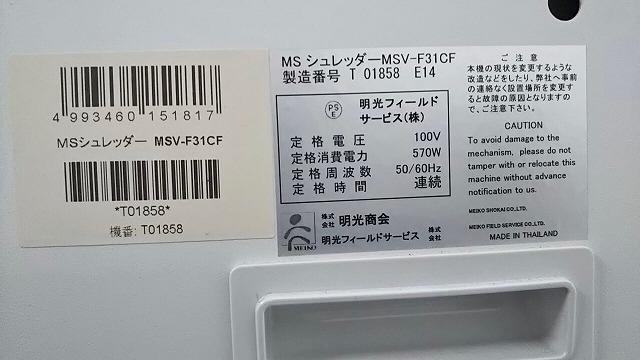 4 993460 151817
MSシュレッダー MSV-F31CF
*T01858*
機番: T01858
MS シュレッダーMSV-F31CF
製造番号 T 01858 E14
PS
E
明光フィールド
サービス(株)
定格電圧 100V
定格消費電力 570W
定格周波数 50/60Hz
定格時間 連続
MEIKO
株式
会社 明光商会
明光フィールドサービス 株式
会社
ご 注 意
本機の現状を変更するような
改造などをしたり、弊社へ事前
の連絡なく設置場所を変更す
ると故障の原因となりますの
で、ご注意下さい。
CAUTION
To avoid damage to the
mechanism, please do not
tamper with or relocate this
machine without advance
notification to us.
MEIKO SHOKAI CO.,LTD.
MEIKO FIELD SERVICE CO.,LTD.
MADE IN THAILAND